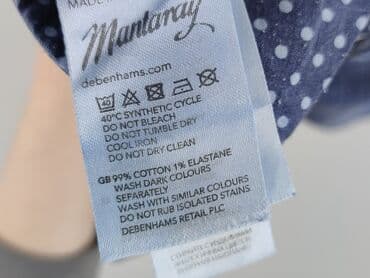 MADE
Mantaray
debenhams.com
40
40°C SYNTHETIC CYCLE
DO NOT BLEACH
DO NOT TUMBLE DRY
COOL IRON
DO NOT DRY CLEAN
GB 99% COTTON 1% ELASTANE
WASH DARK COLOURS
SEPARATELY
WASH WITH SIMILAR COLOURS
DO NOT RUB ISOLATED STAINS
DEBENHAMS RETAIL PLC